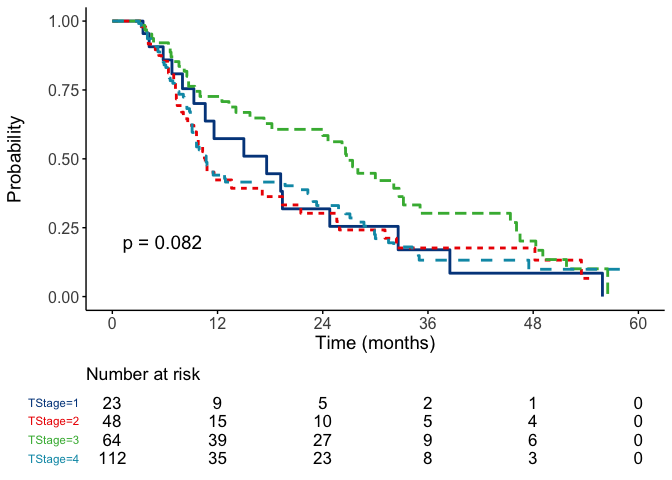 1.00
0.75
0.50
0.25
0.00
Probability
p = 0.082
0 12 24 36 48 60
Time (months)
Number at risk
TStage=1 23 9 5 2 1 0
TStage=2 48 15 10 5 4 0
TStage=3 64 39 27 9 6 0
TStage=4 112 35 23 8 3 0